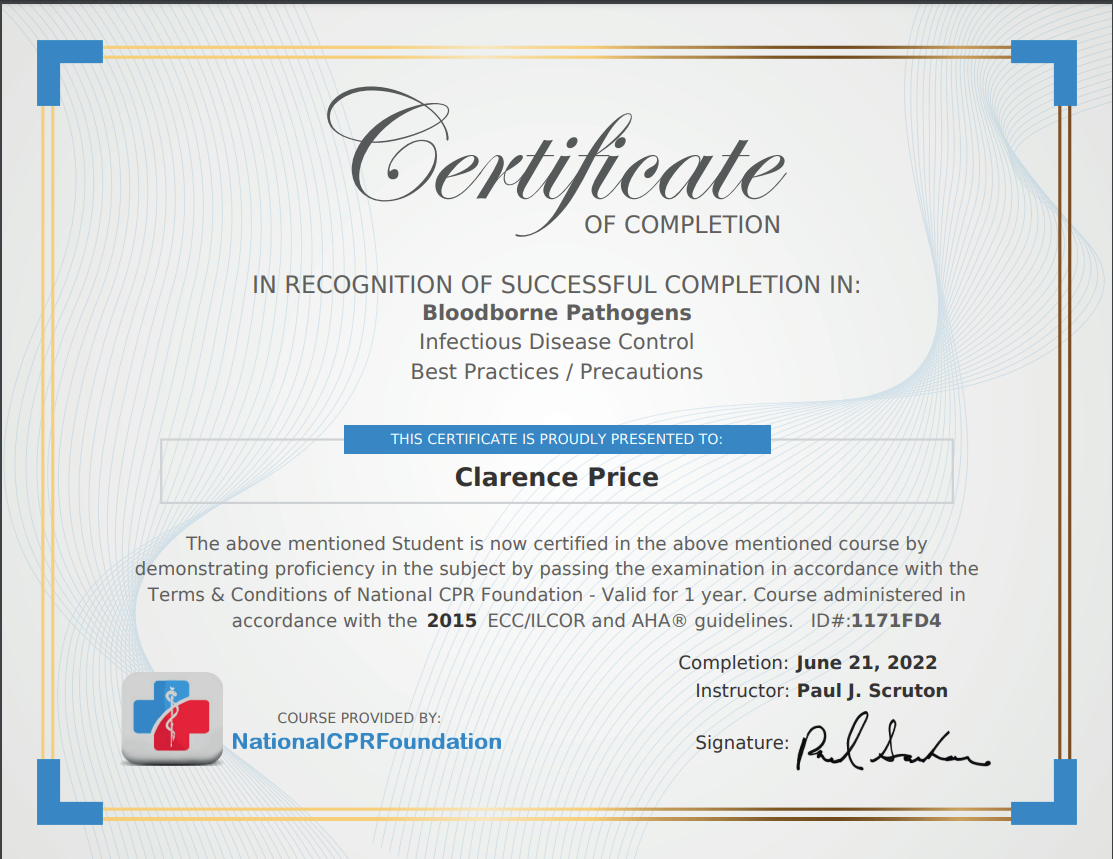 Certificate
OF COMPLETION
IN RECOGNITION OF SUCCESSFUL COMPLETION IN:
Bloodborne Pathogens
Infectious Disease Control
Best Practices / Precautions
THIS CERTIFICATE IS PROUDLY PRESENTED TO:
Clarence Price
The above mentioned Student is now certified in the above mentioned course by
demonstrating proficiency in the subject by passing the examination in accordance with the
Terms & Conditions of National CPR Foundation - Valid for 1 year. Course administered in
accordance with the 2015 ECC/ILCOR and AHA® guidelines. ID#:1171FD4
Completion: June 21, 2022
Instructor: Paul J. Scruton
COURSE PROVIDED BY:
NationalCPRFoundation
Signature: Paul Scruton